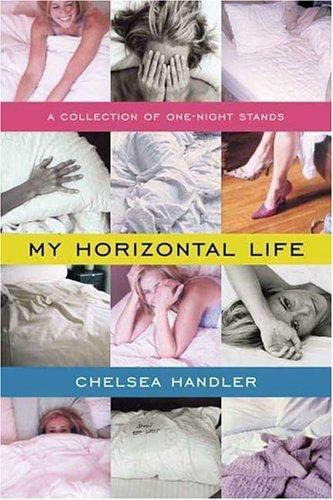 A COLLECTION OF ONE-NIGHT STANDS
MY HORIZONTAL LIFE
CHELSEA HANDLER